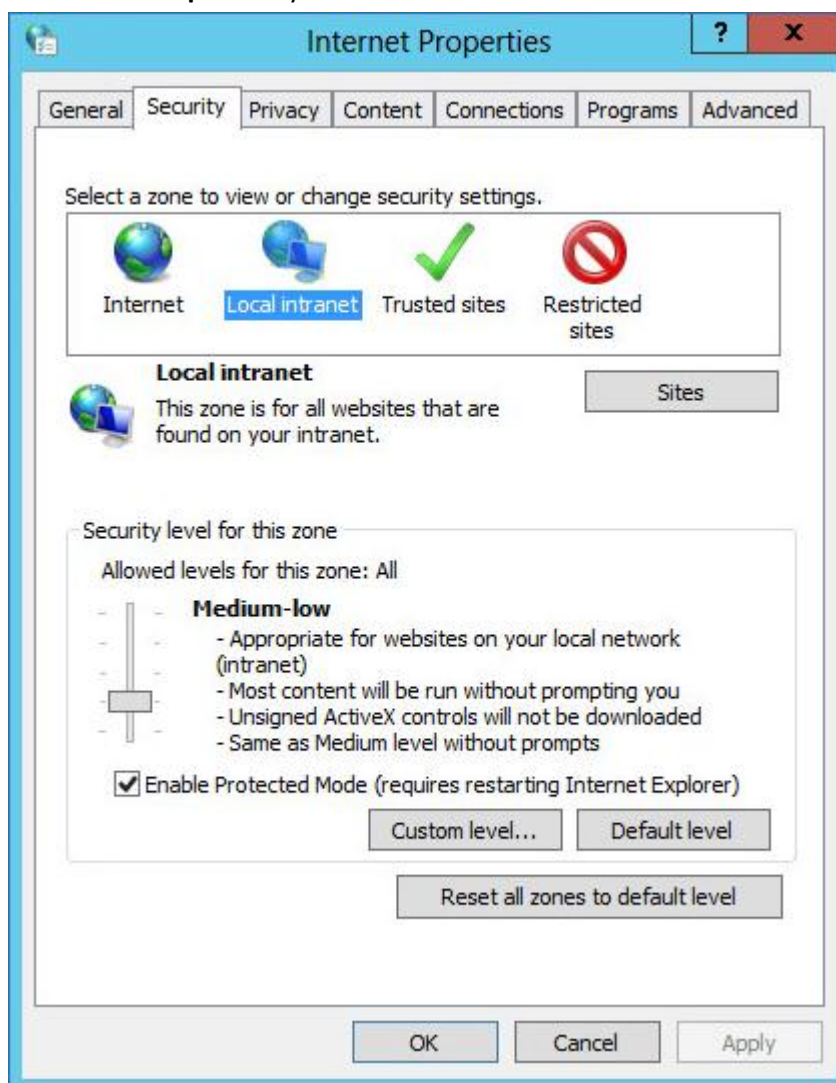 Internet Properties
? x
General Security Privacy Content Connections Programs Advanced
Select a zone to view or change security settings.
Internet Local intranet Trusted sites Restricted sites
Local intranet
Sites
This zone is for all websites that are
found on your intranet.
Security level for this zone
Allowed levels for this zone: All
Medium-low
- Appropriate for websites on your local network
(intranet)
- Most content will be run without prompting you
- Unsigned ActiveX controls will not be downloaded
- Same as Medium level without prompts
Enable Protected Mode (requires restarting Internet Explorer)
Custom level... Default level
Reset all zones to default level
OK Cancel Apply